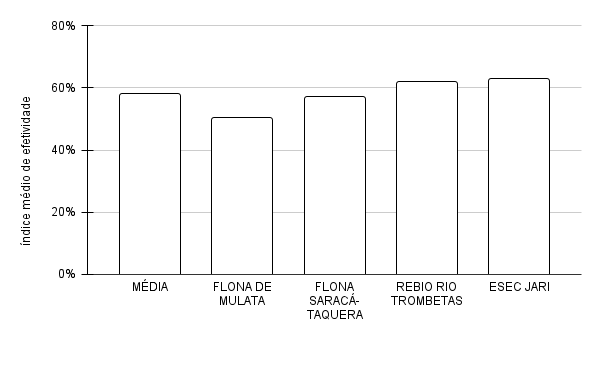 80%
60%
40%
20%
0%
índice médio de efetividade
MÉDIA
FLONA DE
MULATA
FLONA
SARACÁ-
TAQUERA
REBIO RIO
TROMBETAS
ESEC JARI